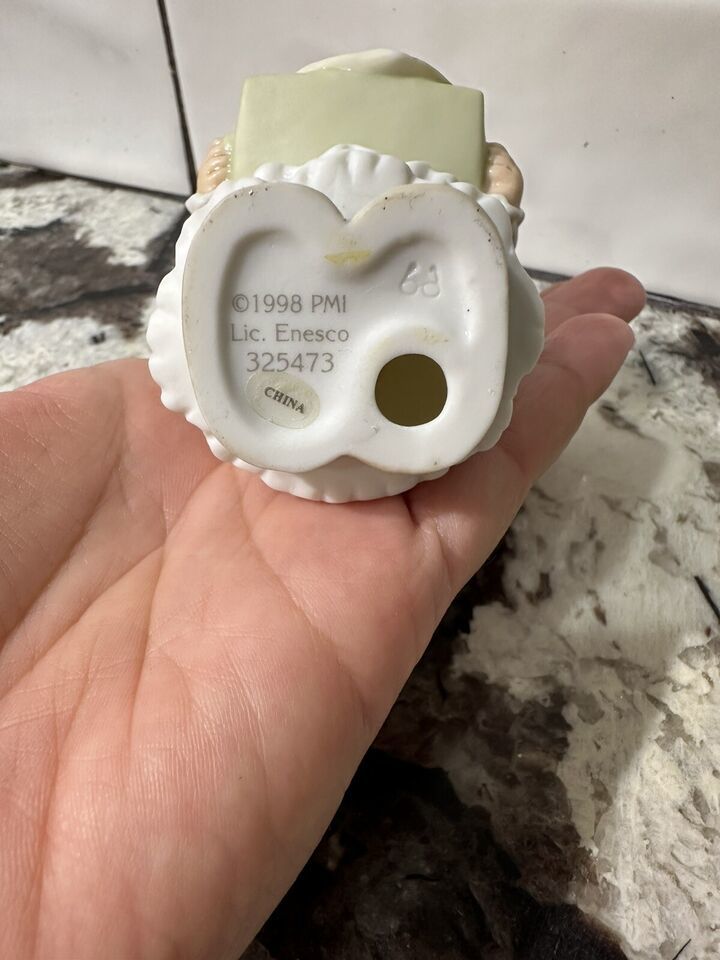 ©1998 PMI
Lic. Enesco
325473
CHINA